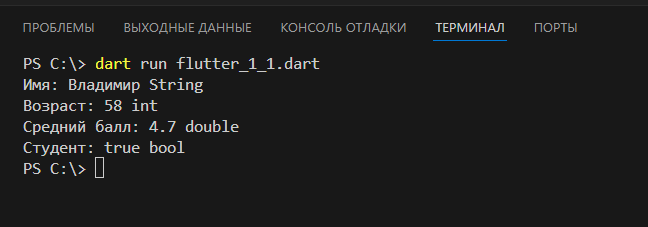 ПРОБЛЕМЫ ВЫХОДНЫЕ ДАННЫЕ КОНСОЛЬ ОТЛАДКИ ТЕРМИНАЛ ПОРТЫ
PS C:\> dart run flutter_1_1.dart
Имя: Владимир String
Возраст: 58 int
Средний балл: 4.7 double
Студент: true bool
PS C:\>